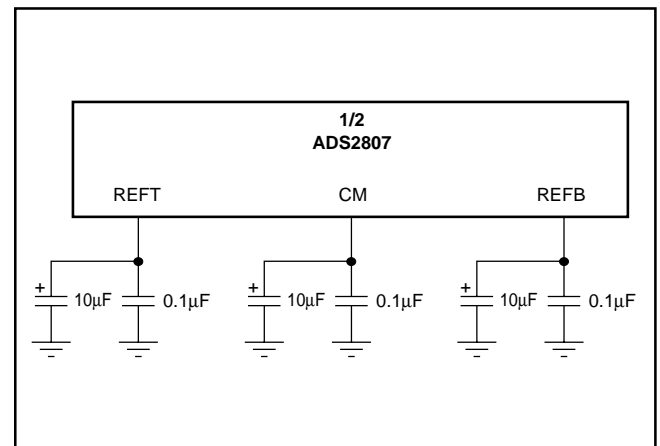 1/2
ADS2807
REFT CM REFB
+ 10µF 0.1µF + 10µF 0.1µF + 10µF 0.1µF